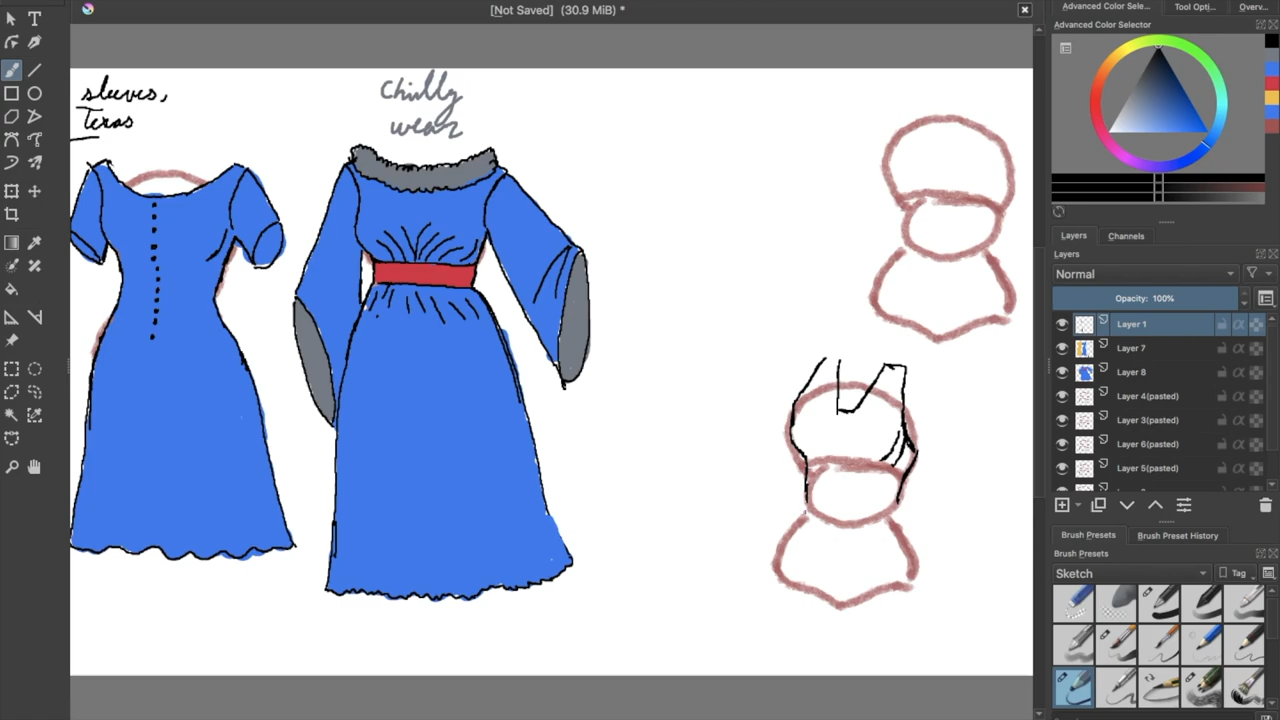 [Not Saved] (30.9 MiB) *
Advanced Color Sele...
Tool Opti...
Overv...
Advanced Color Selector
sleeves,
Texas
Chilly
wear
Layers
Channels
Layers
Normal
Opacity: 100%
Layer 1
Layer 7
Layer 8
Layer 4(pasted)
Layer 3(pasted)
Layer 6(pasted)
Layer 5(pasted)
Brush Presets
Brush Preset History
Brush Presets
Sketch
Tag